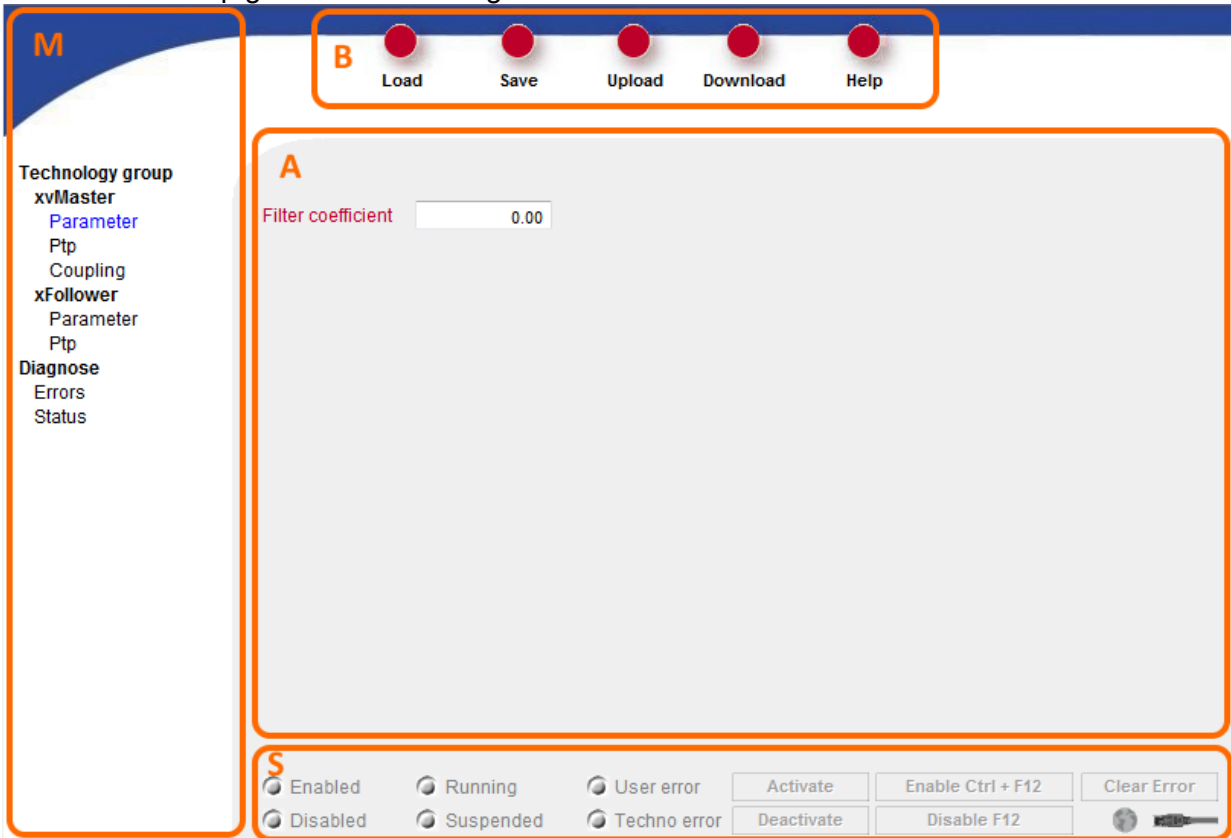 M
B
Load Save Upload Download Help
A
Technology group
xvMaster
Parameter
Ptp
Coupling
xFollower
Parameter
Ptp
Diagnose
Errors
Status
Filter coefficient 0.00
S
Enabled Running User error Activate Enable Ctrl + F12 Clear Error
Disabled Suspended Techno error Deactivate Disable F12